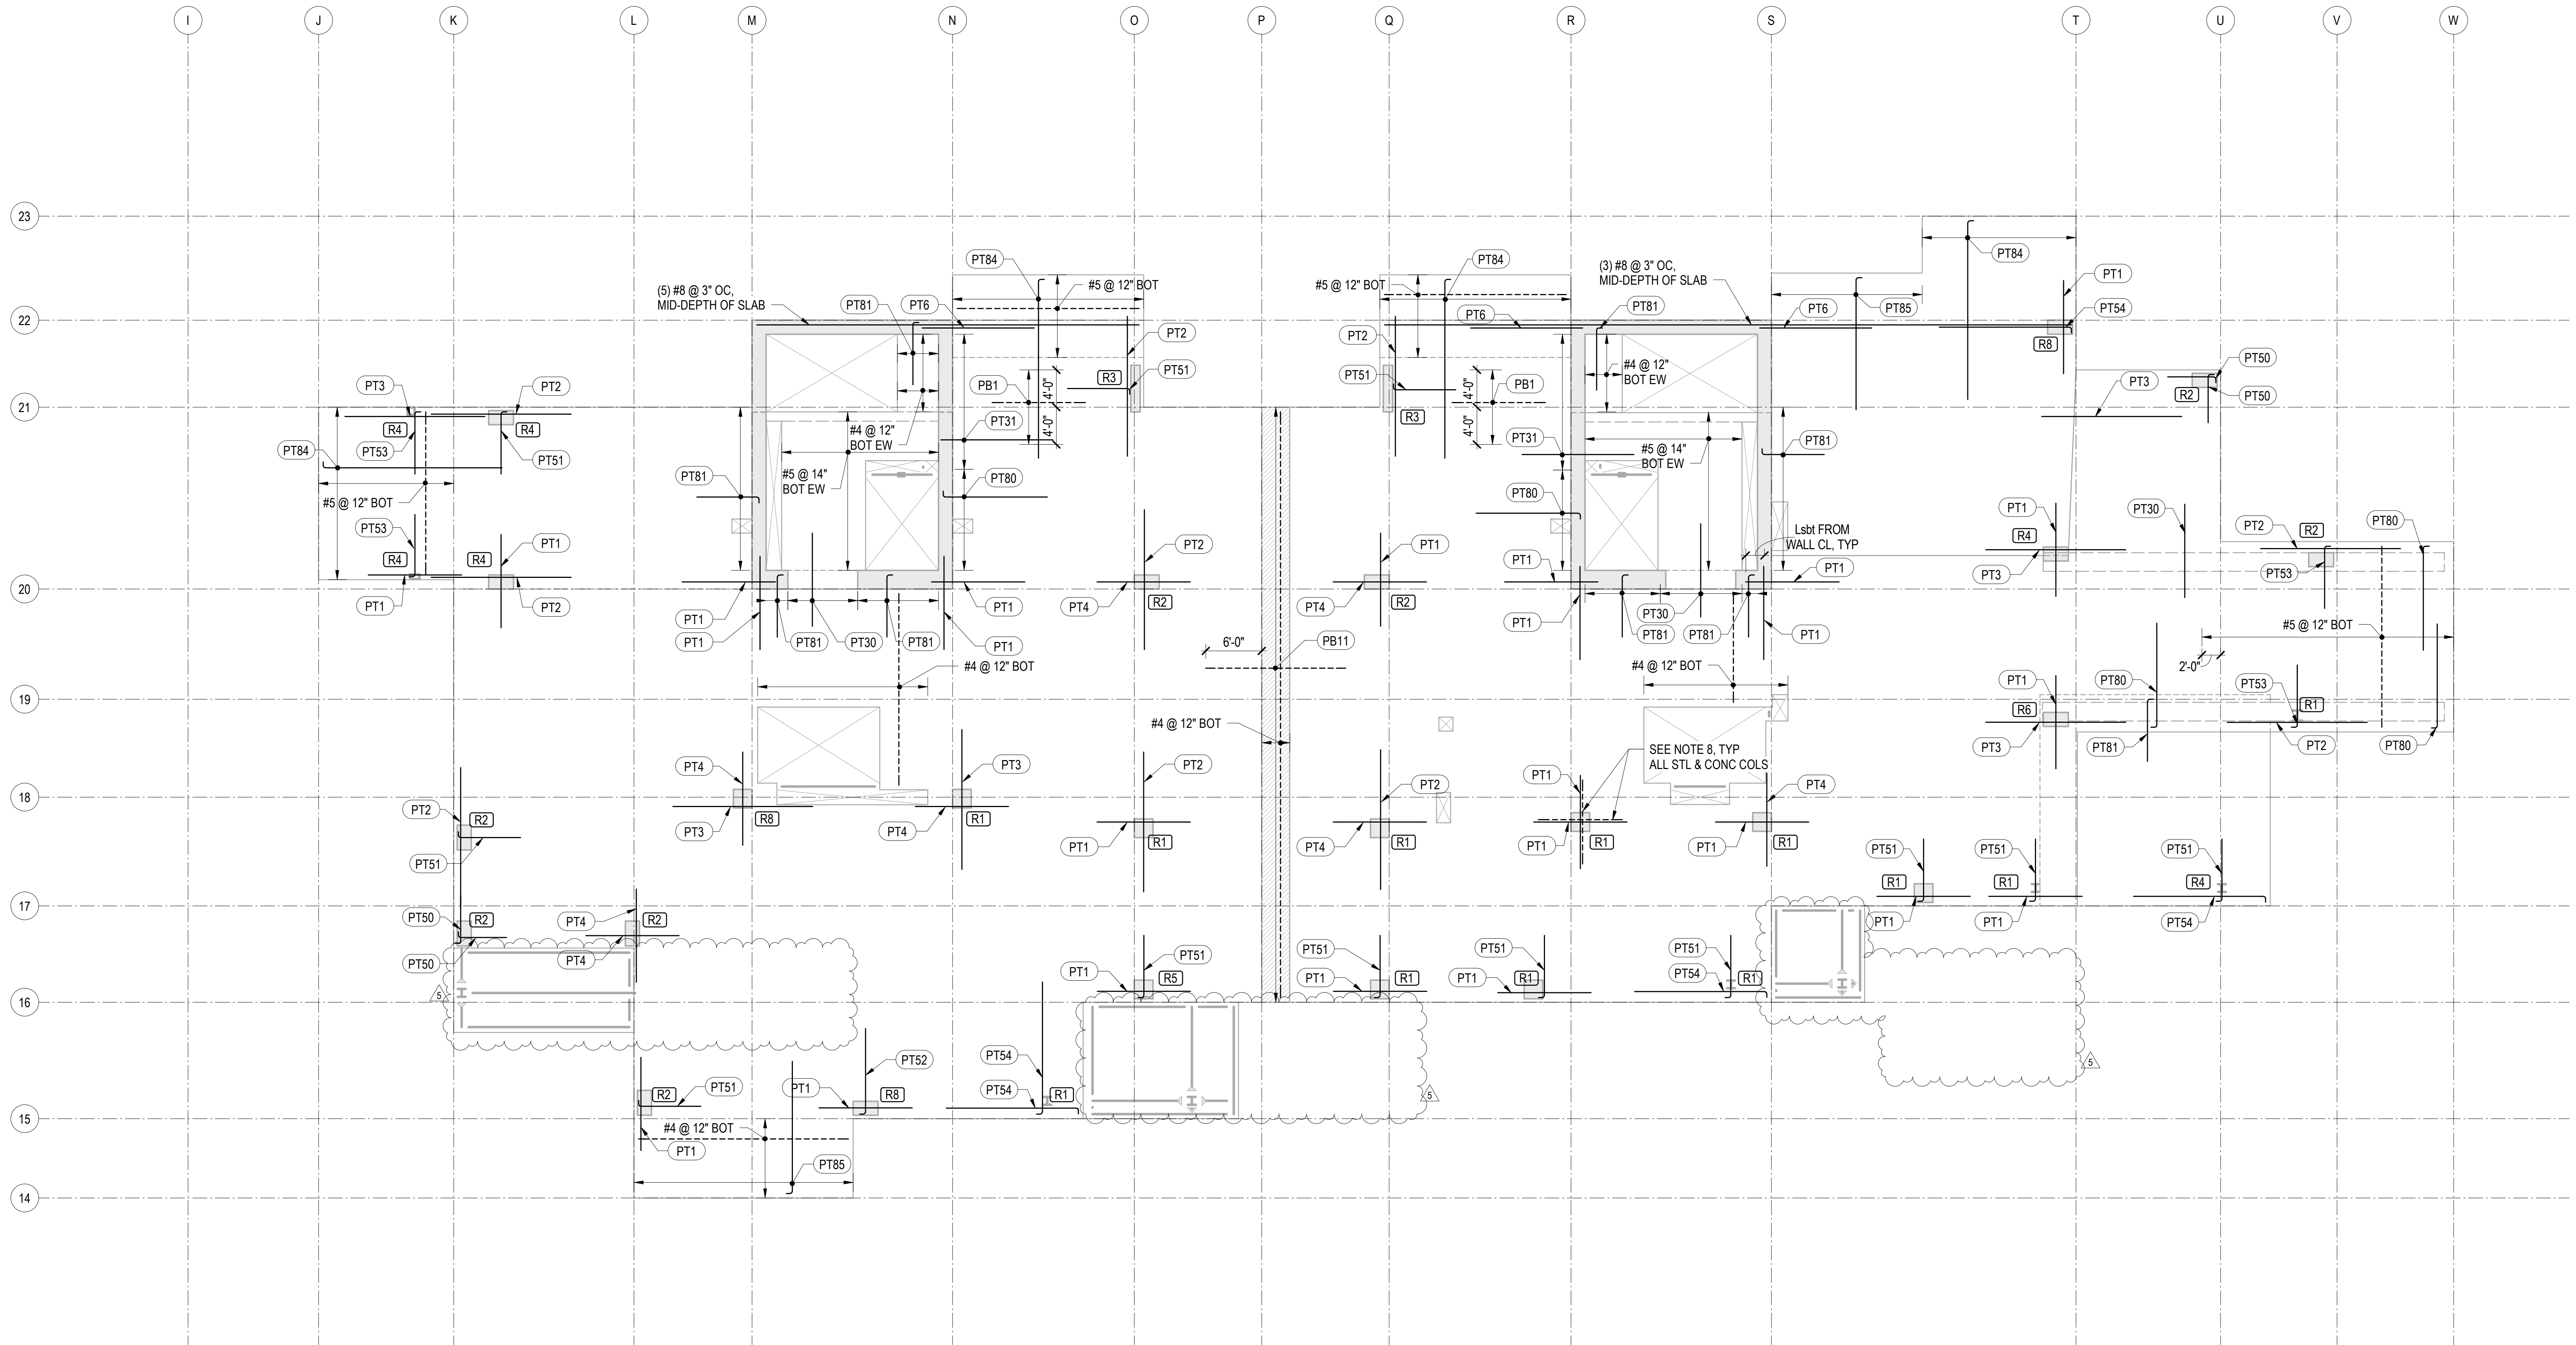 I J K L M N O P Q R S T U V W
23
PT84 PT84 PT84
(5) #8 @ 3" OC,
MID-DEPTH OF SLAB
PT81 PT6
#5 @ 12" BOT
#5 @ 12" BOT
(3) #8 @ 3" OC,
MID-DEPTH OF SLAB
PT81 PT6 PT85 PT1
PT6
PT54
22
PT2 PT2 R8
R3 PT51 PT51
#4 @ 12"
BOT EW
PB1 4'-0" 4'-0" PB1
PT3 PT2 PT3 R2 PT50
PT50
21
R4 R4 R3
4'-0" 4'-0"
#4 @ 12"
BOT EW
PT31 PT31 PT81
PT84 PT53 PT51
#5 @ 14"
BOT EW
#5 @ 14"
BOT EW
PT81 PT80 PT80
#5 @ 12" BOT
PT53 PT1 PT1 PT30 PT2 R2 PT80
Lsbt FROM
WALL CL, TYP
R4 R4 PT2 PT1 R4
PT1 PT1 PT3 PT53
20
PT1 PT2 PT1 PT1 PT4 R2 PT4 R2
PT30
PT1 PT1
PT1 PT81 PT30 PT81 PT1 PT81 PT81 PT1
6'-0" PB11
#5 @ 12" BOT
#4 @ 12" BOT
#4 @ 12" BOT
2'-0"
PT1 PT80 PT53
19
R6 R1
#4 @ 12" BOT
PT3 PT81 PT2 PT80
SEE NOTE 8, TYP
ALL STL & CONC COLS
PT4 PT3 PT2 PT2 PT1 PT4
18
PT2 R2 PT3 R8 PT4 R1
PT1 R1 PT4 R1 PT1 R1 PT1 R1
PT51 PT51 PT51 PT51
R1 R1 R4
17
PT50 R2 PT4 R2 PT1 PT1 PT54
PT50 PT4
PT51 PT51 PT51 PT51
PT1 R5 PT1 R1 PT1 R1 PT54 R1
5
16
PT52 PT54
5
5
R2 PT51 PT1 R8 PT54 R1
15
#4 @ 12" BOT
PT1
PT85
14